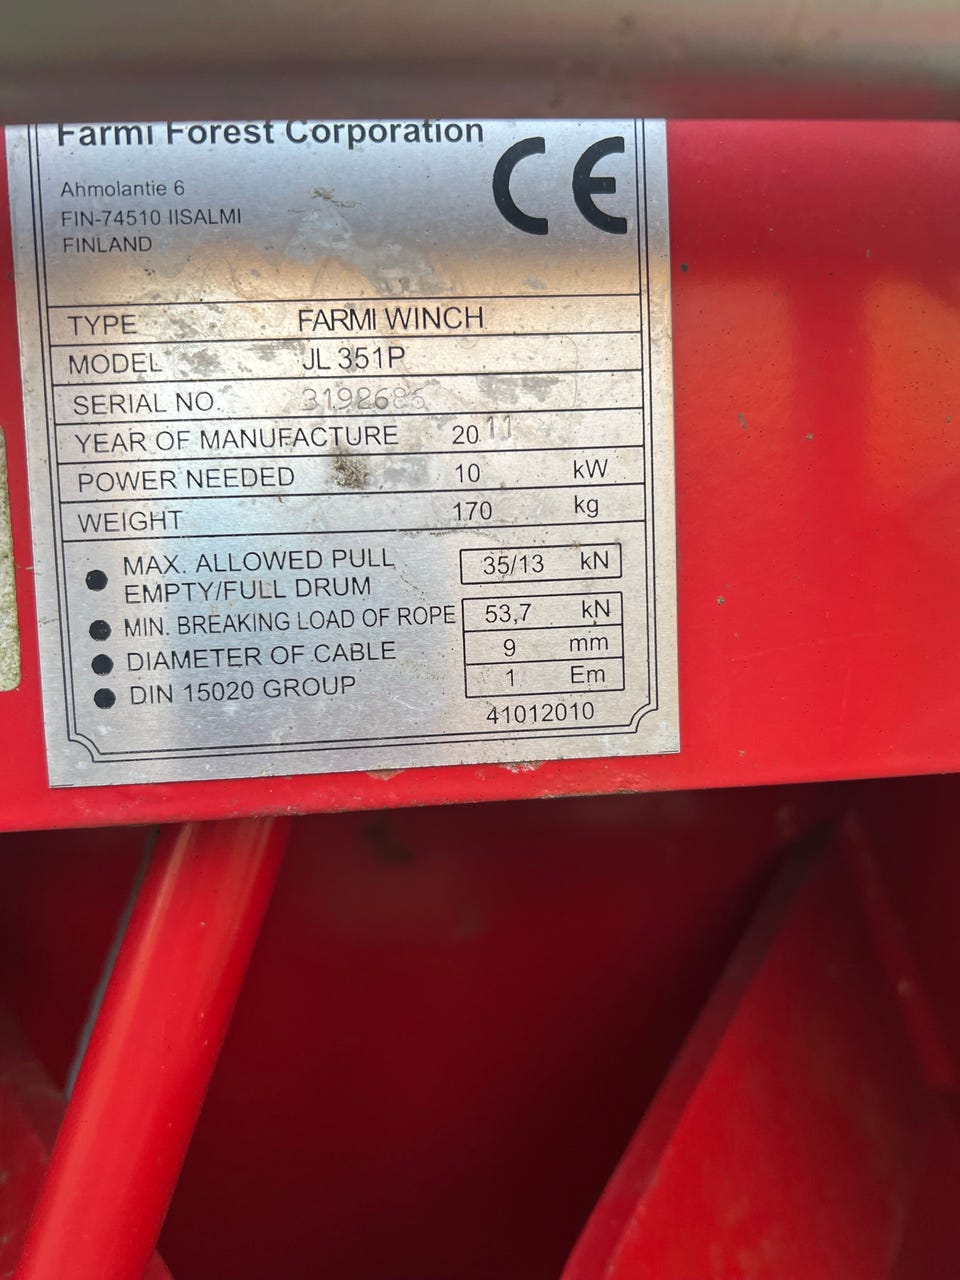 Farmi Forest Corporation
CE
Ahmolantie 6
FIN-74510 IISALMI
FINLAND
TYPE FARMI WINCH
MODEL JL 351P
SERIAL NO. 3198686
YEAR OF MANUFACTURE 2011
POWER NEEDED 10 kW
WEIGHT 170 kg
MAX. ALLOWED PULL
EMPTY/FULL DRUM 35/13 kN
MIN. BREAKING LOAD OF ROPE 53,7 kN
DIAMETER OF CABLE 9 mm
DIN 15020 GROUP 1 Em
41012010